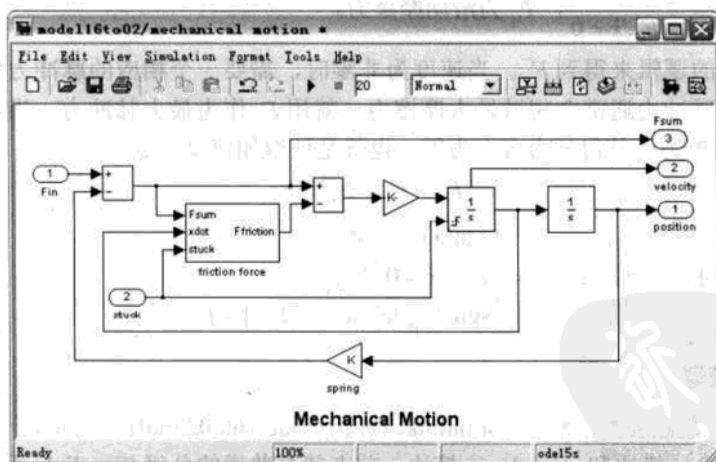 model16to02/mechanical motion *
File Edit View Simulation Format Tools Help
20 Normal
Fsum
3
1
Fin
2
velocity
1
position
Fsum
xdot
stuck
Ffriction
friction force
K-
1
s
1
s
2
stuck
K
spring
Mechanical Motion
Ready 100% ode15s